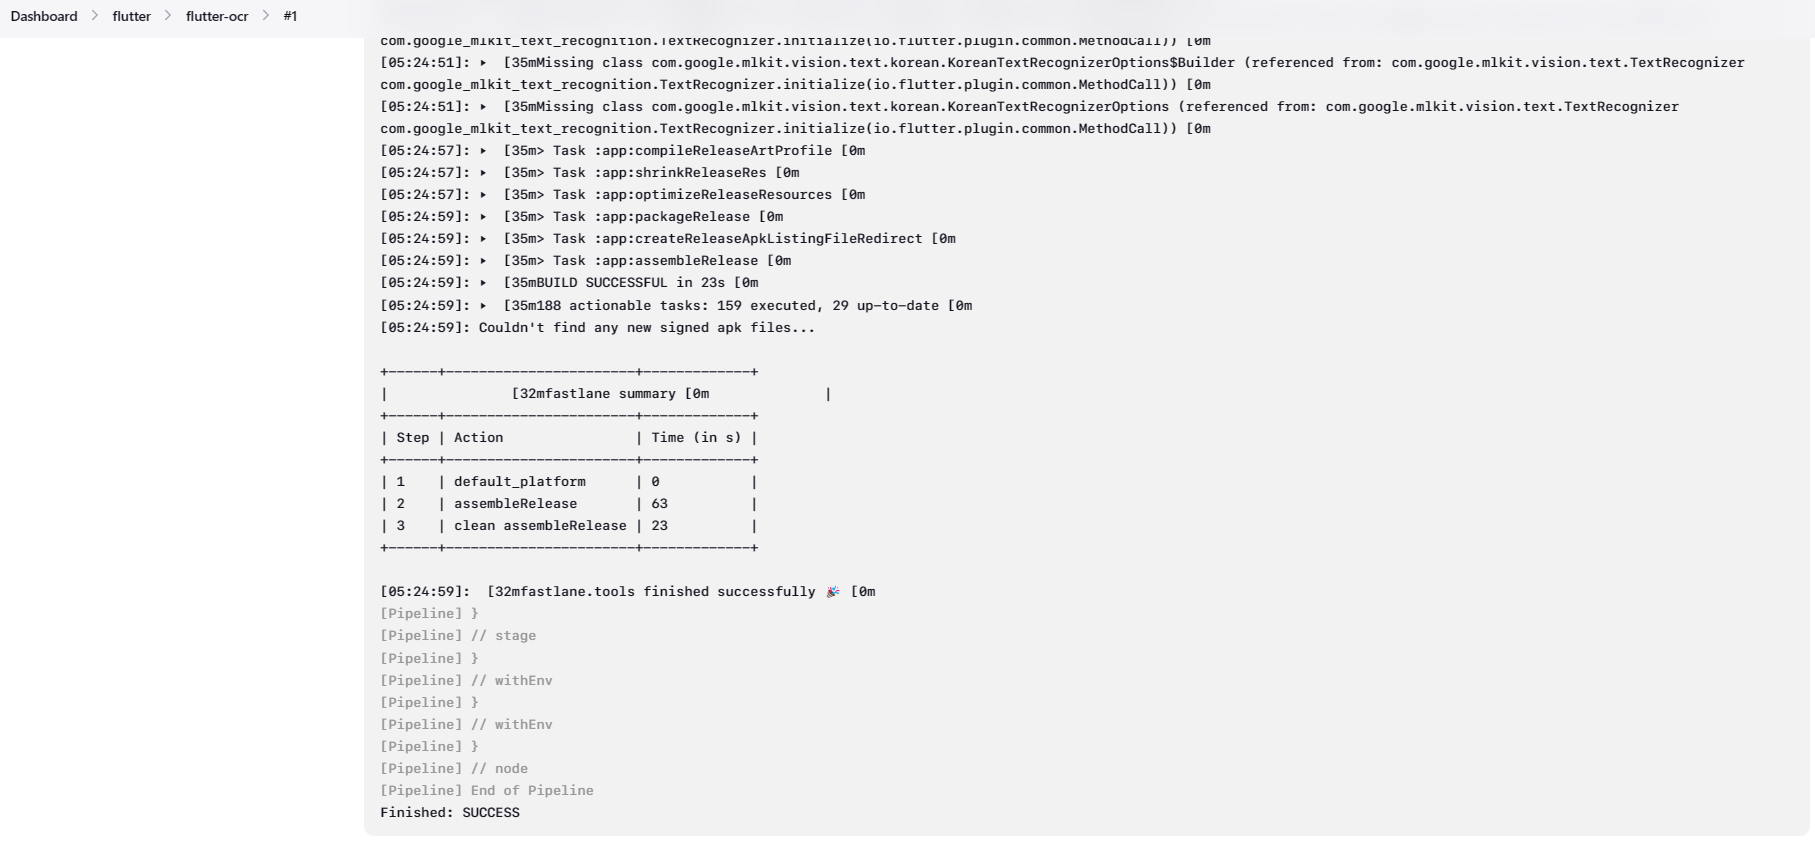 Dashboard > flutter > flutter-ocr > #1
com.google_mlkit_text_recognition.TextRecognizer.initialize(io.flutter.plugin.common.MethodCall)) [0m
[05:24:51]: ▸  [35mMissing class com.google.mlkit.vision.text.korean.KoreanTextRecognizerOptions$Builder (referenced from: com.google.mlkit.vision.text.TextRecognizer
com.google_mlkit_text_recognition.TextRecognizer.initialize(io.flutter.plugin.common.MethodCall)) [0m
[05:24:51]: ▸  [35mMissing class com.google.mlkit.vision.text.korean.KoreanTextRecognizerOptions (referenced from: com.google.mlkit.vision.text.TextRecognizer
com.google_mlkit_text_recognition.TextRecognizer.initialize(io.flutter.plugin.common.MethodCall)) [0m
[05:24:57]: ▸  [35m> Task :app:compileReleaseArtProfile [0m
[05:24:57]: ▸  [35m> Task :app:shrinkReleaseRes [0m
[05:24:57]: ▸  [35m> Task :app:optimizeReleaseResources [0m
[05:24:59]: ▸  [35m> Task :app:packageRelease [0m
[05:24:59]: ▸  [35m> Task :app:createReleaseApkListingFileRedirect [0m
[05:24:59]: ▸  [35m> Task :app:assembleRelease [0m
[05:24:59]: ▸  [35mBUILD SUCCESSFUL in 23s [0m
[05:24:59]: ▸  [35m188 actionable tasks: 159 executed, 29 up-to-date [0m
[05:24:59]: Couldn't find any new signed apk files...
+------+-----------------------+-------------+
|               [32mfastlane summary [0m              |
+------+-----------------------+-------------+
| Step | Action                | Time (in s) |
+------+-----------------------+-------------+
| 1    | default_platform      | 0           |
| 2    | assembleRelease       | 63          |
| 3    | clean assembleRelease | 23          |
+------+-----------------------+-------------+
[05:24:59]:  [32mfastlane.tools finished successfully 🎉 [0m
[Pipeline] }
[Pipeline] // stage
[Pipeline] }
[Pipeline] // withEnv
[Pipeline] }
[Pipeline] // withEnv
[Pipeline] }
[Pipeline] // node
[Pipeline] End of Pipeline
Finished: SUCCESS